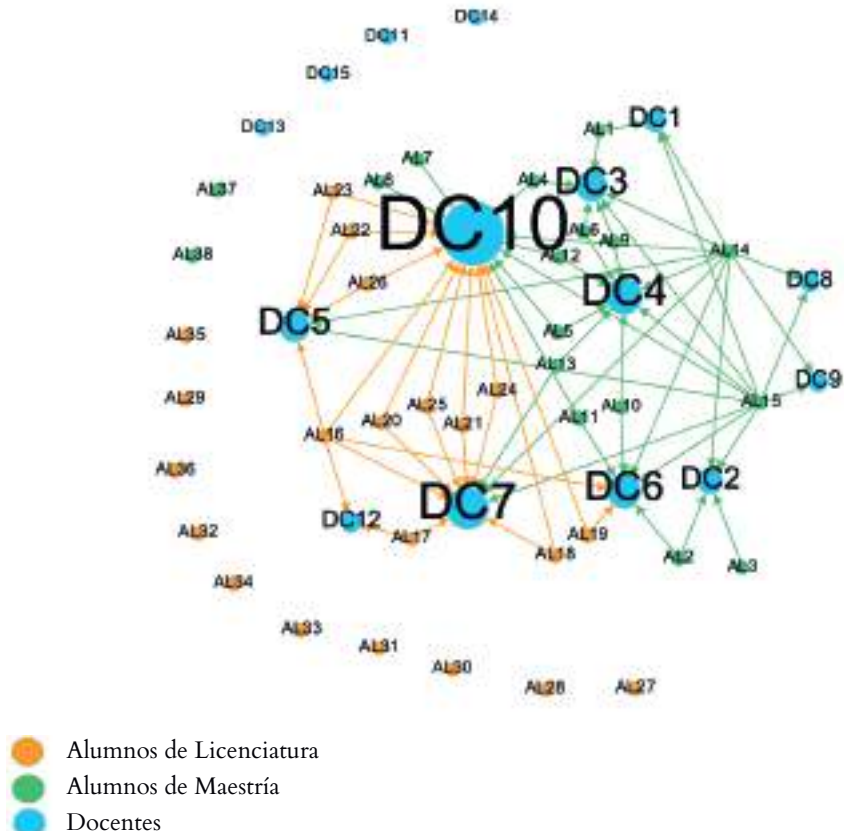 DC14
DC11
DC15
DC13
DC1
AL1
AL7
AL37
AL23
AL8
AL4
DC3
DC10
AL22
AL6
AL9
AL12
AL14
AL38
AL26
DC4
DC8
DC5
AL5
AL35
AL13
DC9
AL29
AL24
AL25
AL10
AL15
AL20
AL21
AL11
AL16
AL36
DC7
DC6
DC2
DC12
AL32
AL17
AL19
AL18
AL2
AL3
AL34
AL33
AL31
AL30
AL28
AL27
Alumnos de Licenciatura
Alumnos de Maestría
Docentes